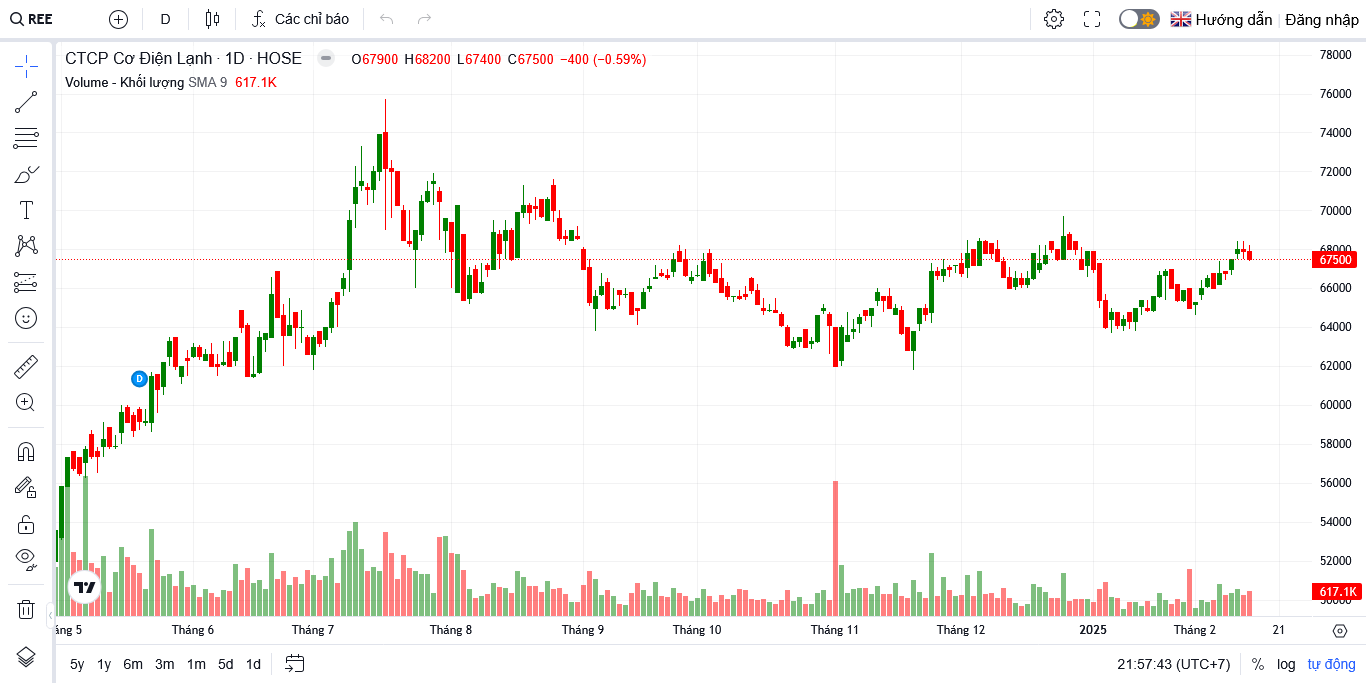 REE D Các chỉ báo Hướng dẫn Đăng nhập
CTCP Cơ Điện Lạnh · 1D · HOSE O67900 H68200 L67400 C67500 −400 (−0.59%)
Volume - Khối lượng SMA 9 617.1K
78000
76000
74000
72000
70000
68000
67500
66000
64000
62000
D
60000
58000
56000
54000
52000
617.1K
50000
áng 5 Tháng 6 Tháng 7 Tháng 8 Tháng 9 Tháng 10 Tháng 11 Tháng 12 2025 Tháng 2 21
5y 1y 6m 3m 1m 5d 1d 21:57:43 (UTC+7) % log tự động